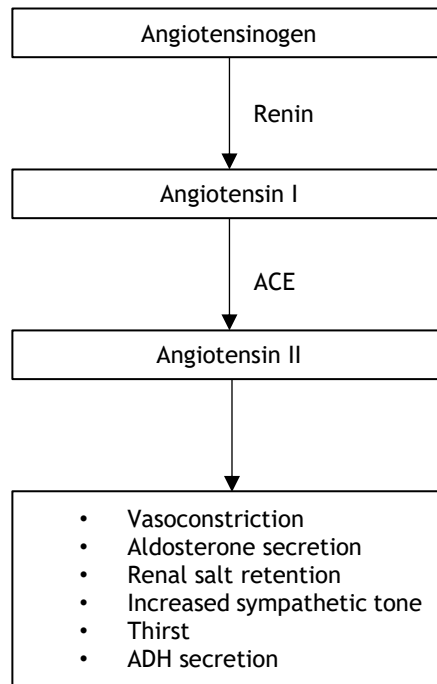 Angiotensinogen
Renin
Angiotensin I
ACE
Angiotensin II
• Vasoconstriction
• Aldosterone secretion
• Renal salt retention
• Increased sympathetic tone
• Thirst
• ADH secretion